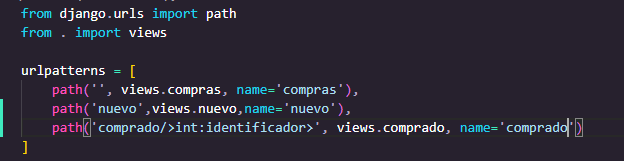 from django.urls import path
from . import views
urlpatterns = [
path('', views.compras, name='compras'),
path('nuevo',views.nuevo,name='nuevo'),
path('comprado/>int:identificador>', views.comprado, name='comprado')
]